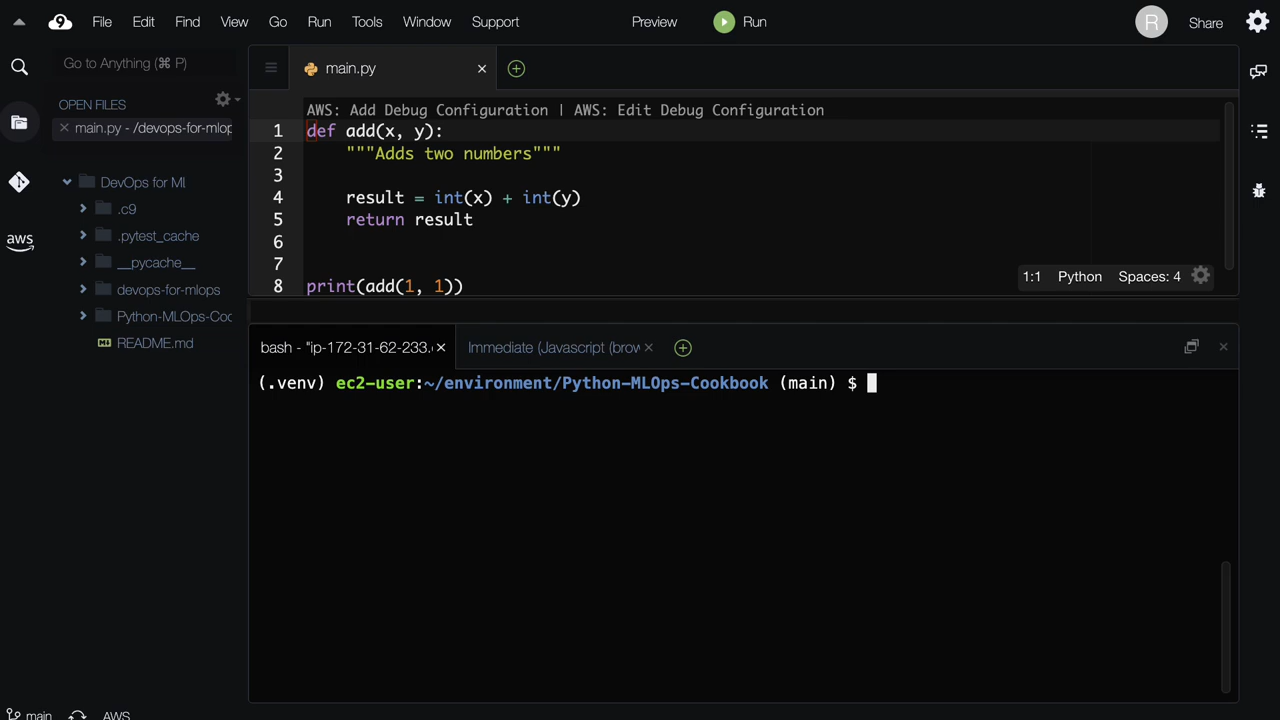 9 File Edit Find View Go Run Tools Window Support Preview Run R Share
Go to Anything (⌘ P)
OPEN FILES
main.py - /devops-for-mlop
DevOps for Ml
.c9
.pytest_cache
__pycache__
devops-for-mlops
Python-MLOps-Coo
README.md
aws
main.py
AWS: Add Debug Configuration | AWS: Edit Debug Configuration
1 def add(x, y):
2     """Adds two numbers"""
3
4     result = int(x) + int(y)
5     return result
6
7
8 print(add(1, 1))
1:1 Python Spaces: 4
bash - "ip-172-31-62-233. Immediate (Javascript (brow
(.venv) ec2-user:~/environment/Python-MLOps-Cookbook (main) $
main AWS